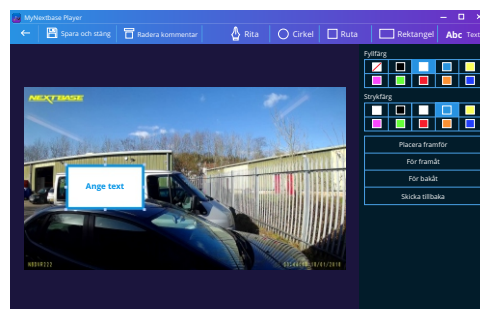 MyNextbase Player
Spara och stäng
Radera kommentar
Rita
Cirkel
Ruta
Rektangel
Abc Text
Fyllfärg
Strykfärg
Placera framför
För framåt
För bakåt
Skicka tillbaka
NEXTBASE
Ange text
NBDVR222